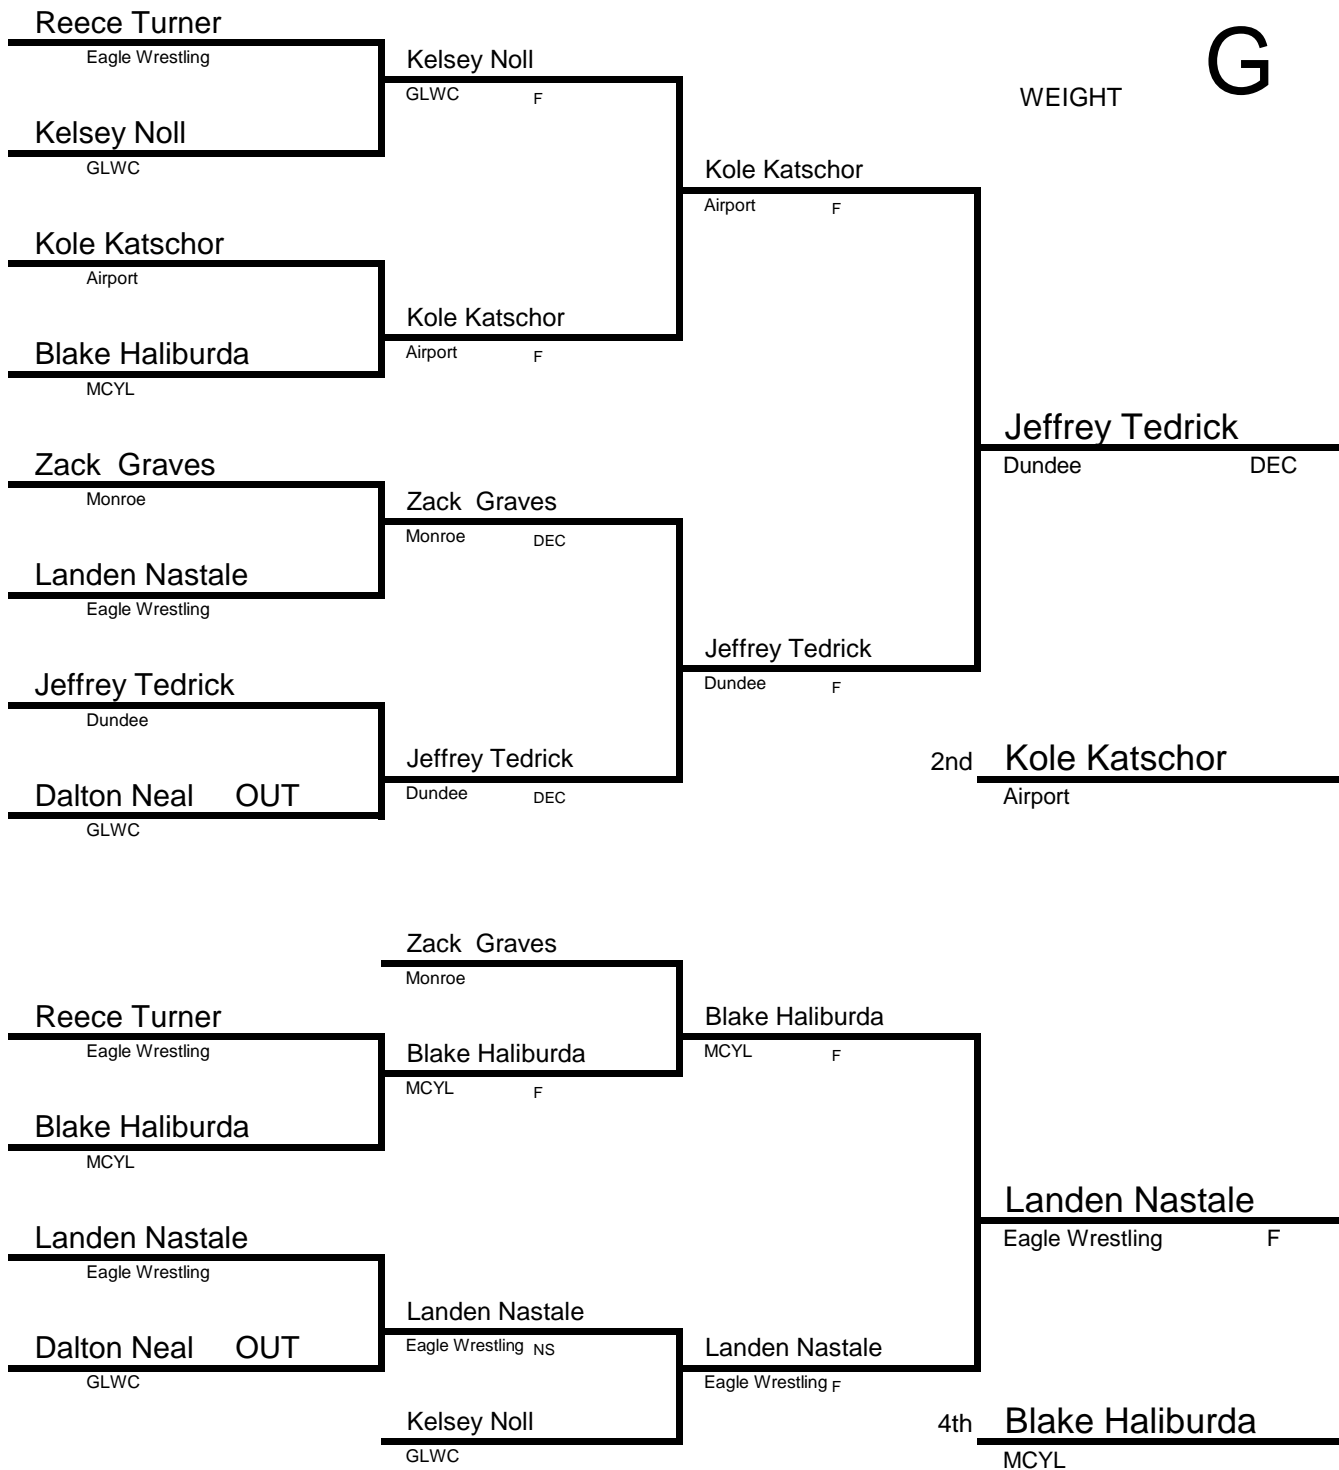 Reece Turner
Eagle Wrestling
Kelsey Noll
GLWC F
G
WEIGHT
Kelsey Noll
GLWC
Kole Katschor
Airport F
Kole Katschor
Airport
Kole Katschor
Airport F
Blake Haliburda
MCYL
Jeffrey Tedrick
Dundee DEC
Zack Graves
Monroe
Zack Graves
Monroe DEC
Landen Nastale
Eagle Wrestling
Jeffrey Tedrick
Dundee F
Jeffrey Tedrick
Dundee
Jeffrey Tedrick
Dundee DEC
2nd Kole Katschor
Airport
Dalton Neal OUT
GLWC
Zack Graves
Monroe
Reece Turner
Eagle Wrestling
Blake Haliburda
MCYL F
Blake Haliburda
MCYL F
Blake Haliburda
MCYL
Landen Nastale
Eagle Wrestling F
Landen Nastale
Eagle Wrestling
Landen Nastale
Eagle Wrestling NS
Dalton Neal OUT
GLWC
Landen Nastale
Eagle Wrestling F
Kelsey Noll
GLWC
4th Blake Haliburda
MCYL